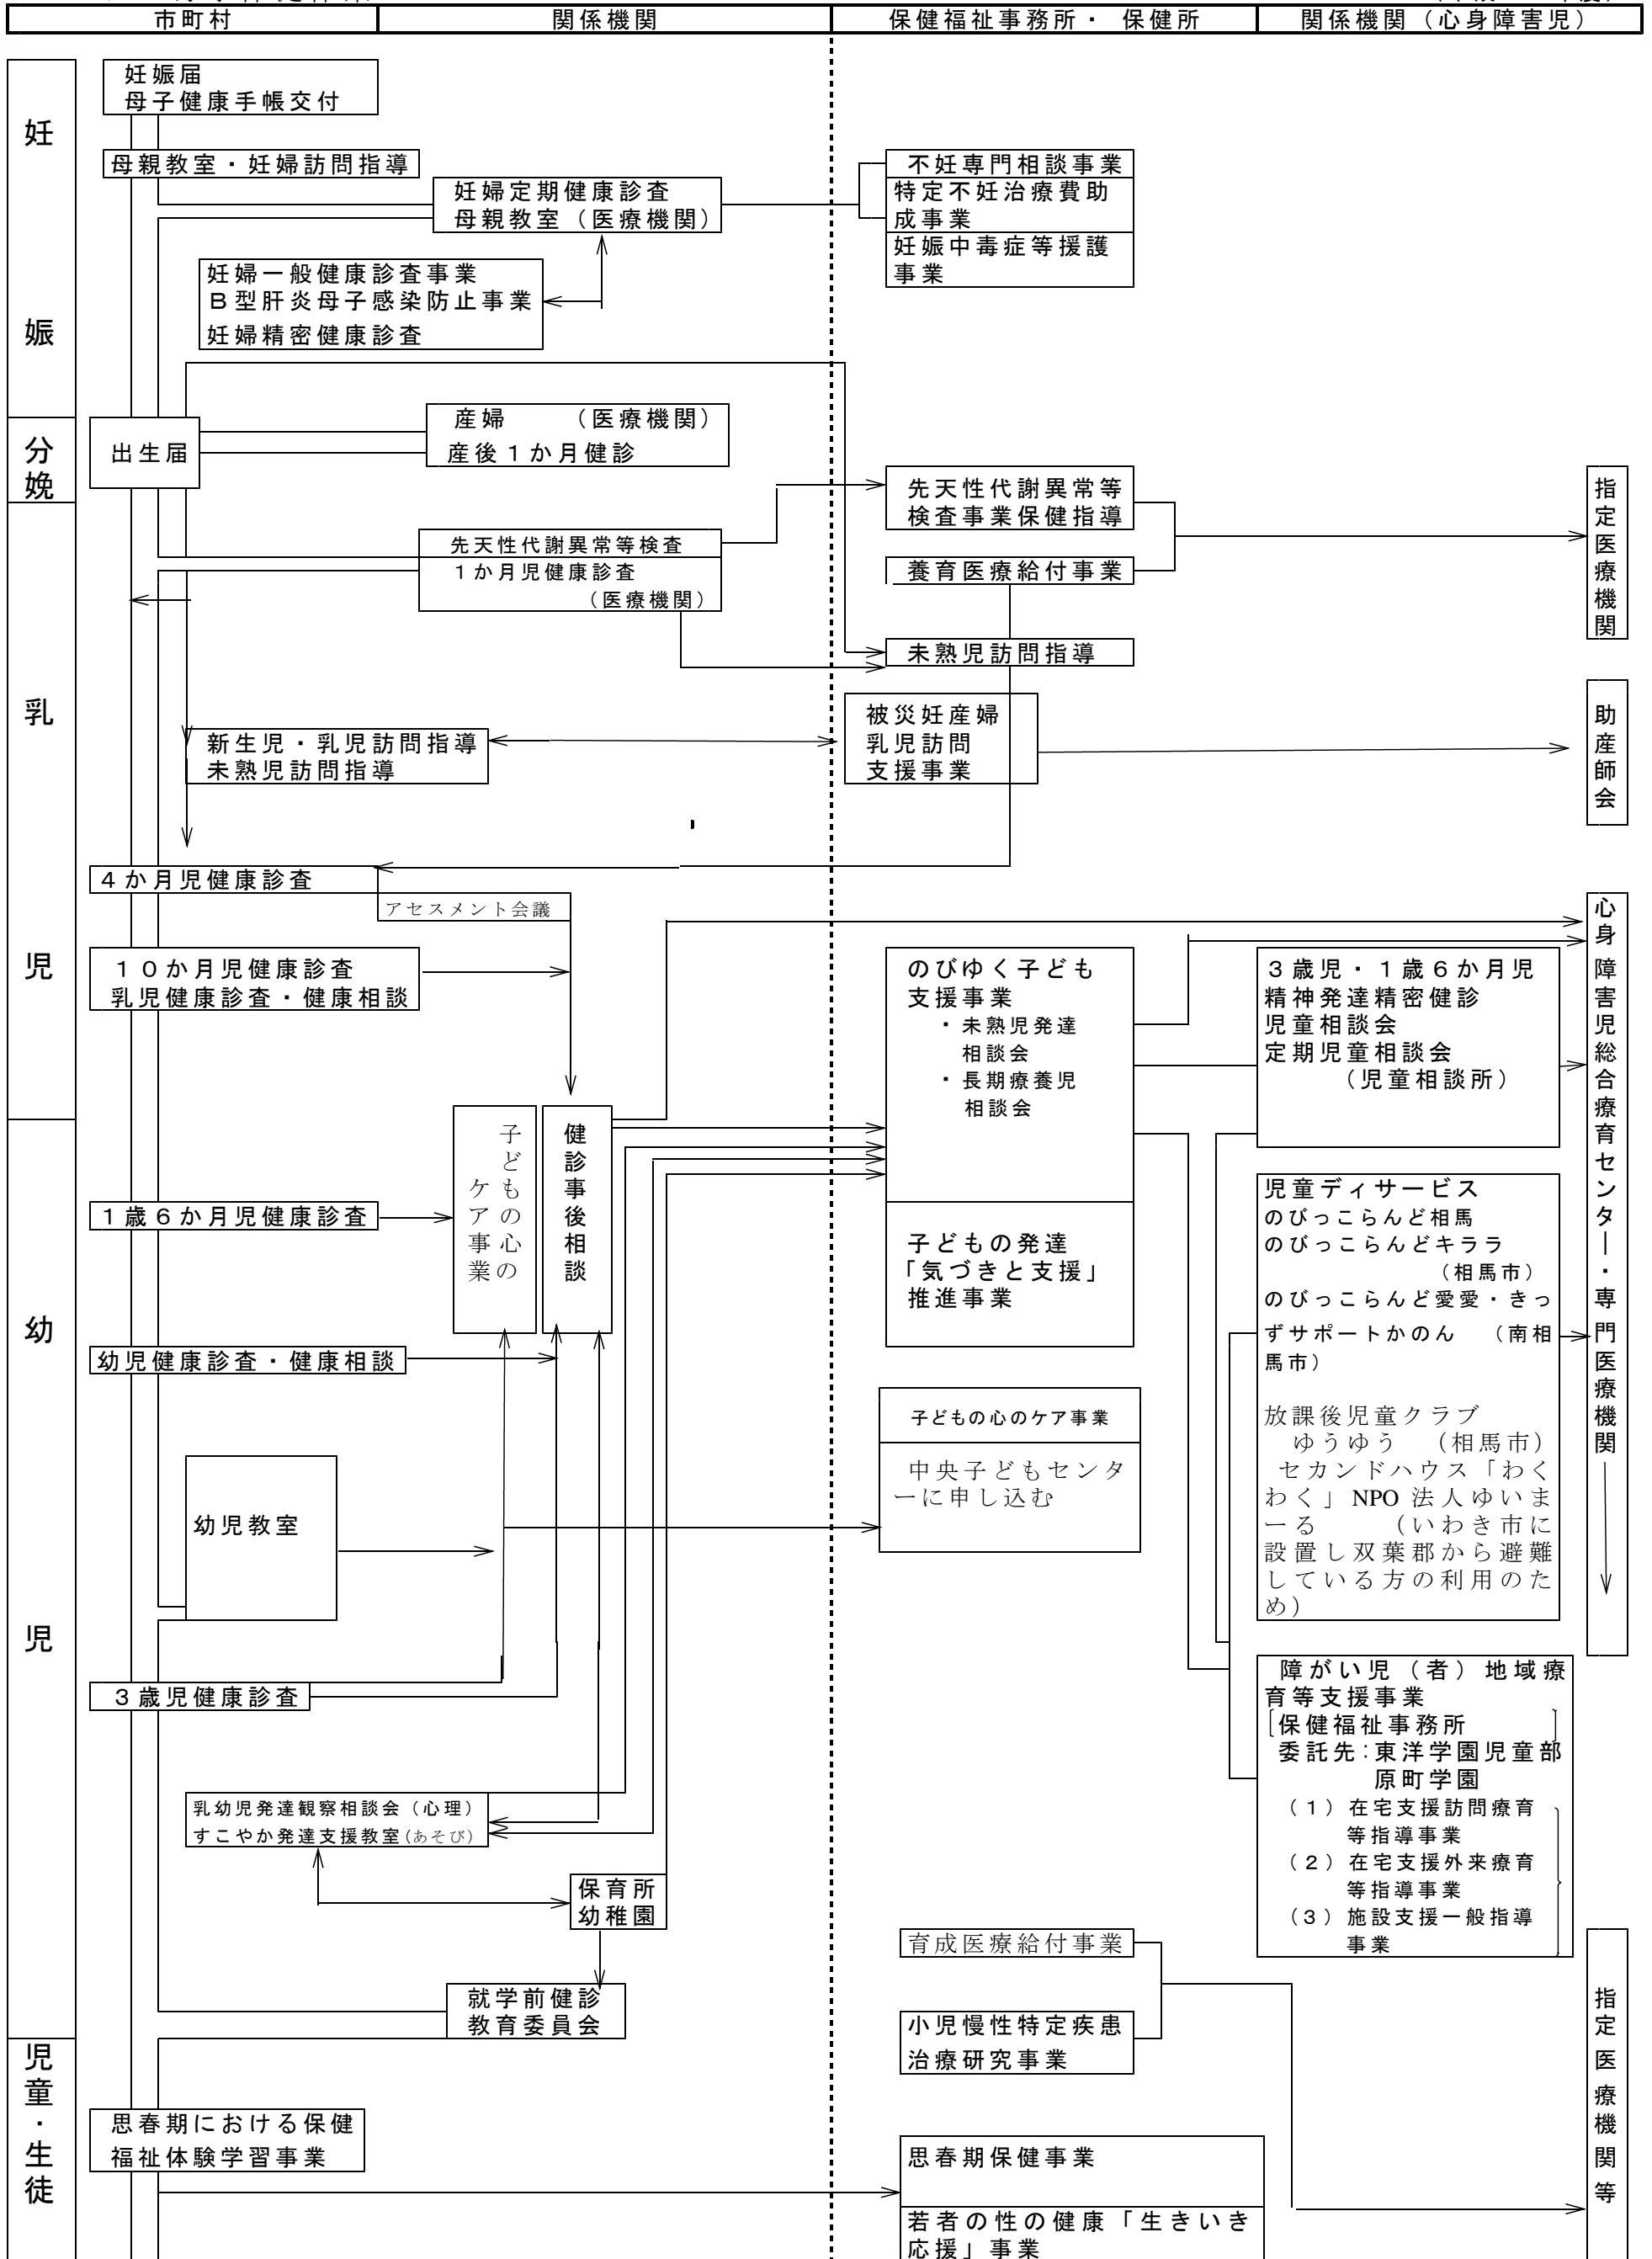 市町村
関係機関
保健福祉事務所・ 保健所
関係機関（心身障害児）
妊娠
分娩
乳児
幼児
児童・生徒
妊娠届
母子健康手帳交付
母親教室・妊婦訪問指導
妊婦定期健康診査
母親教室（医療機関）
不妊専門相談事業
特定不妊治療費助
成事業
妊娠中毒症等援護
事業
妊婦一般健康診査事業
Ｂ型肝炎母子感染防止事業
妊婦精密健康診査
出生届
産婦　　（医療機関）
産後１か月健診
先天性代謝異常等
検査事業保健指導
指定医療機関
先天性代謝異常等検査
１か月児健康診査
（医療機関）
養育医療給付事業
未熟児訪問指導
被災妊産婦
乳児訪問
支援事業
助産師会
新生児・乳児訪問指導
未熟児訪問指導
４か月児健康診査
アセスメント会議
１０か月児健康診査
乳児健康診査・健康相談
のびゆく子ども
支援事業
・未熟児発達
相談会
・長期療養児
相談会
３歳児・１歳６か月児
精神発達精密健診
児童相談会
定期児童相談会
（児童相談所）
心身障害児総合療育センター・専門医療機関
子どもの心の
ケア事業
健診事後相談
１歳６か月児健康診査
子どもの発達
「気づきと支援」
推進事業
児童ディサービス
のびっこらんど相馬
のびっこらんどキララ
（相馬市）
のびっこらんど愛愛・きっ
ずサポートかのん　（南相
馬市）
放課後児童クラブ
ゆうゆう　（相馬市）
セカンドハウス「わく
わく」NPO 法人ゆいま
ーる　　（いわき市に
設置し双葉郡から避難
している方の利用のた
め）
幼児健康診査・健康相談
子どもの心のケア事業
中央子どもセンタ
ーに申し込む
幼児教室
３歳児健康診査
障がい児（者）地域療
育等支援事業
〔保健福祉事務所　　〕
委託先：東洋学園児童部
原町学園
（１）在宅支援訪問療育
等指導事業
（２）在宅支援外来療育
等指導事業
（３）施設支援一般指導
事業
乳幼児発達観察相談会（心理）
すこやか発達支援教室(あそび)
保育所
幼稚園
育成医療給付事業
就学前健診
教育委員会
小児慢性特定疾患
治療研究事業
指定医療機関等
思春期における保健
福祉体験学習事業
思春期保健事業
若者の性の健康「生きいき
応援」事業